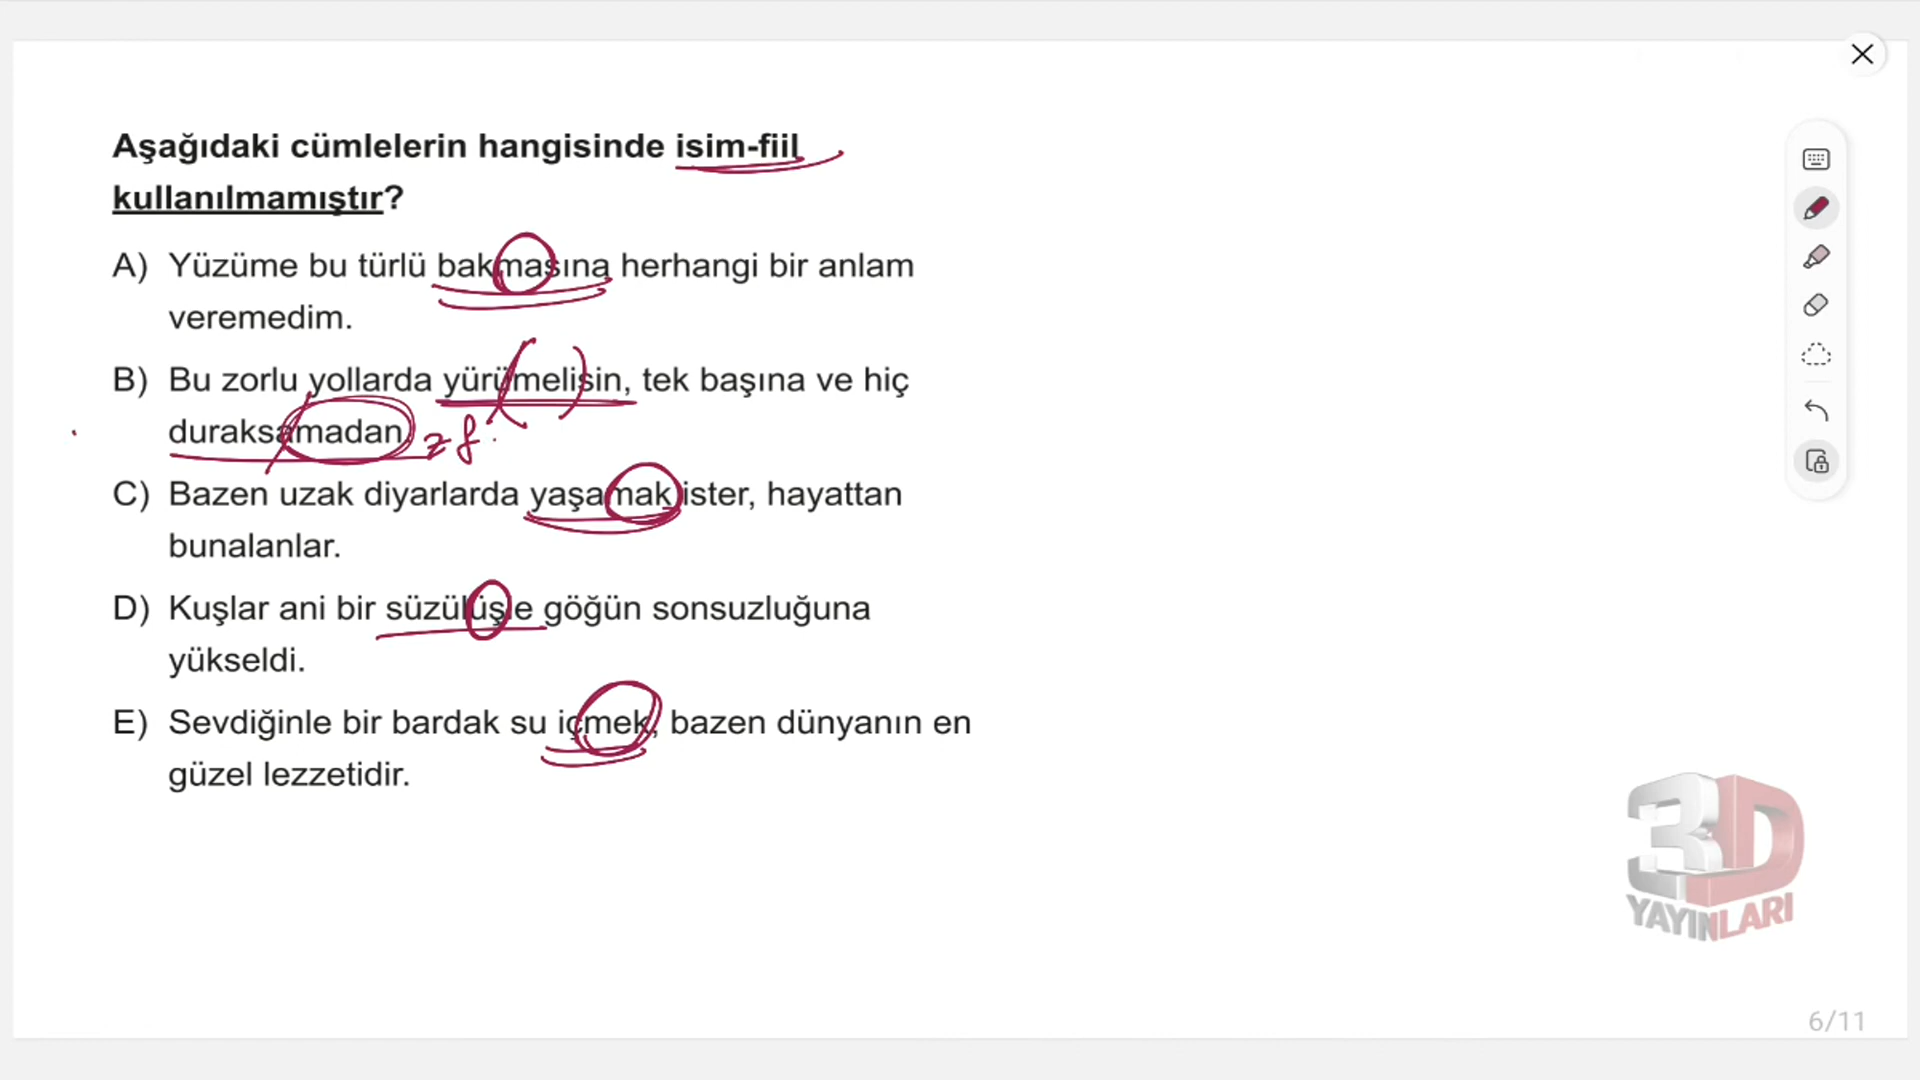 Aşağıdaki cümlelerin hangisinde isim-fiil
kullanılmamıştır?
A) Yüzüme bu türlü bakmasına herhangi bir anlam
veremedim.
B) Bu zorlu yollarda yürümelisin, tek başına ve hiç
duraksamadan. zf.
C) Bazen uzak diyarlarda yaşamak ister, hayattan
bunalanlar.
D) Kuşlar ani bir süzülüşle göğün sonsuzluğuna
yükseldi.
E) Sevdiğinle bir bardak su içmek, bazen dünyanın en
güzel lezzetidir.
3D
YAYINLARI
6/11